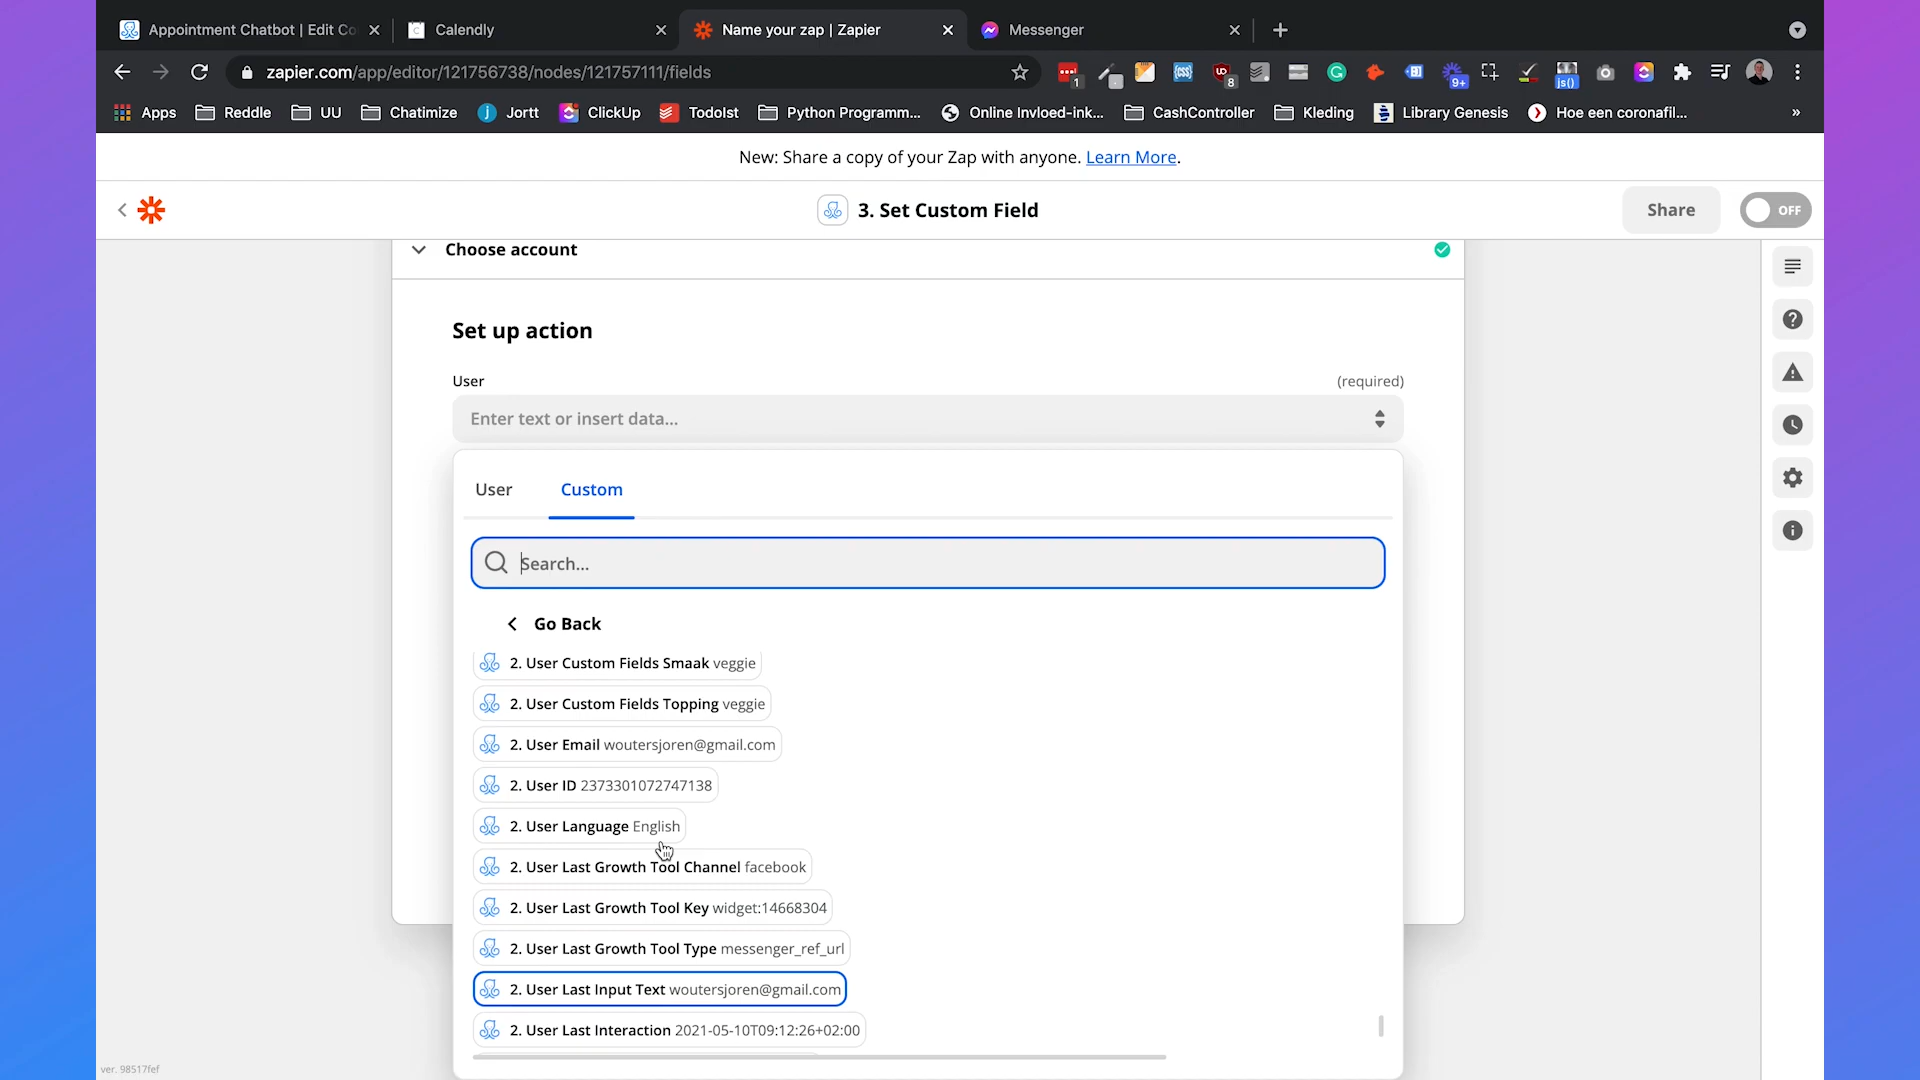 Appointment Chatbot | Edit Co
Calendly
Name your zap | Zapier
Messenger
zapier.com/app/editor/121756738/nodes/121757111/fields
1
8
9+
js()
Apps
Reddle
UU
Chatimize
Jortt
ClickUp
TodoIst
Python Programm...
Online Invloed-ink...
CashController
Kleding
Library Genesis
Hoe een coronafil...
»
New: Share a copy of your Zap with anyone. Learn More.
3. Set Custom Field
Share
OFF
Choose account
Set up action
User
(required)
Enter text or insert data...
User
Custom
Search...
Go Back
2. User Custom Fields Smaak veggie
2. User Custom Fields Topping veggie
2. User Email woutersjoren@gmail.com
2. User ID 2373301072747138
2. User Language English
2. User Last Growth Tool Channel facebook
2. User Last Growth Tool Key widget:14668304
2. User Last Growth Tool Type messenger_ref_url
2. User Last Input Text woutersjoren@gmail.com
2. User Last Interaction 2021-05-10T09:12:26+02:00
ver. 98517fef